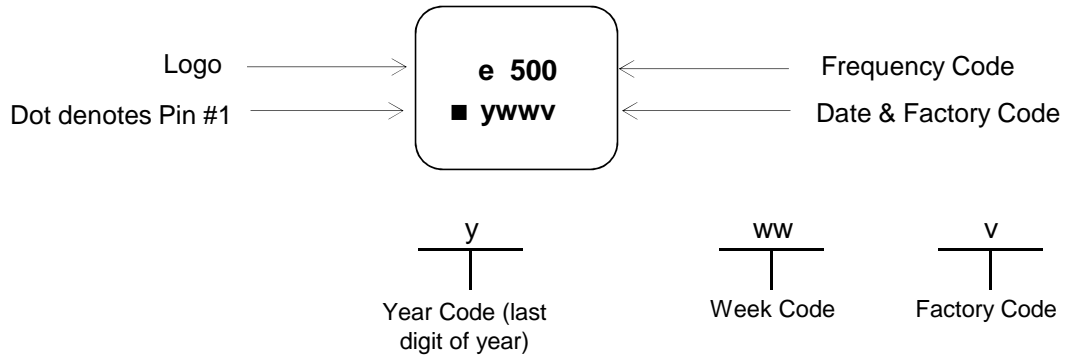 Logo
e 500
Frequency Code
Dot denotes Pin #1
■ ywwv
Date & Factory Code
y
ww
v
Year Code (last
digit of year)
Week Code
Factory Code